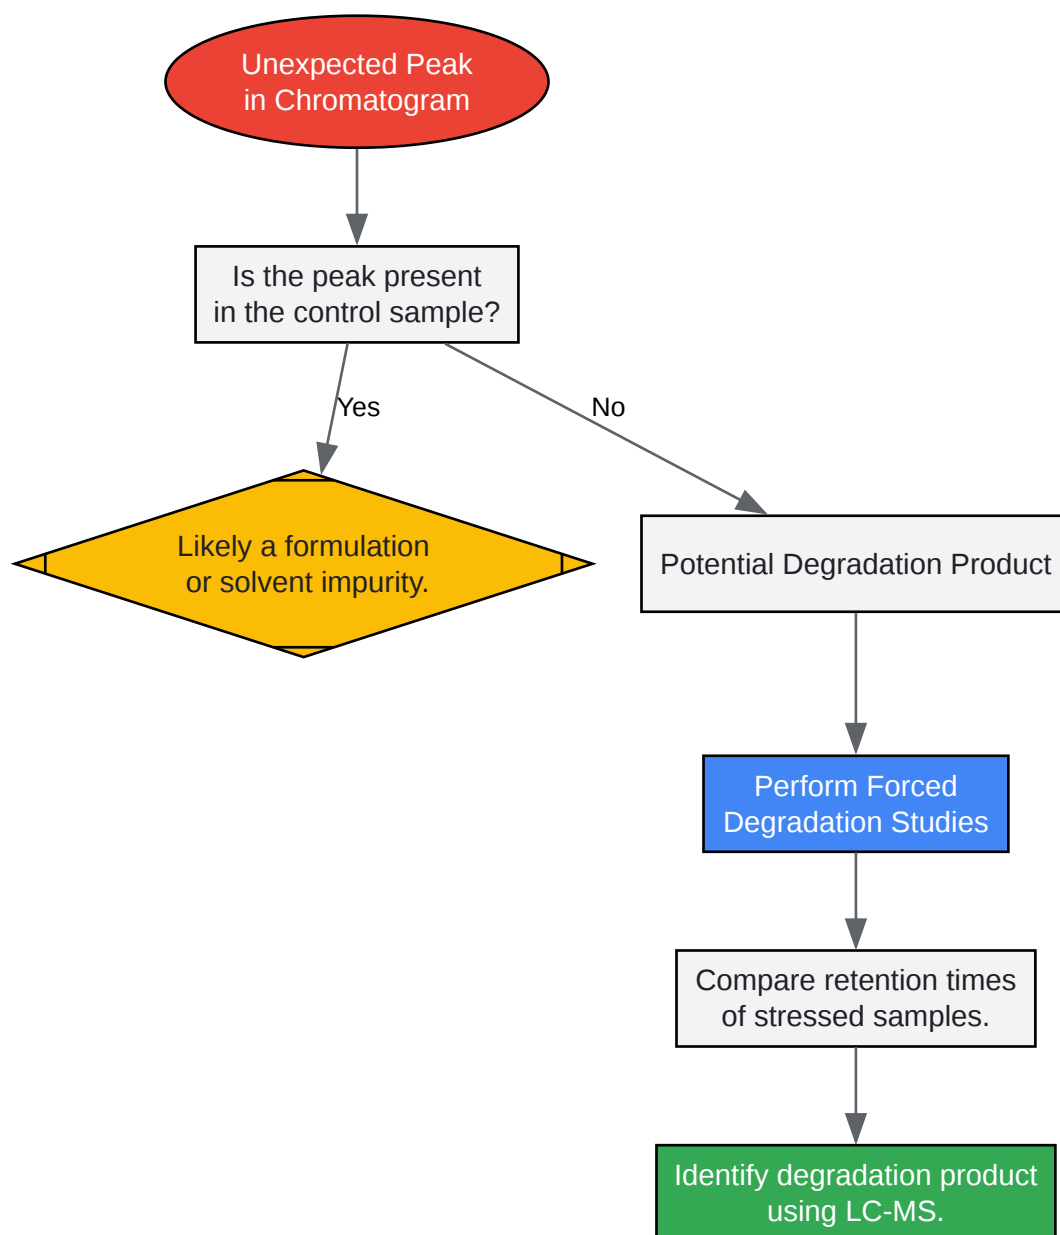 Unexpected Peak
in Chromatogram
Is the peak present
in the control sample?
Yes
No
Likely a formulation
or solvent impurity.
Potential Degradation Product
Perform Forced
Degradation Studies
Compare retention times
of stressed samples.
Identify degradation product
using LC-MS.